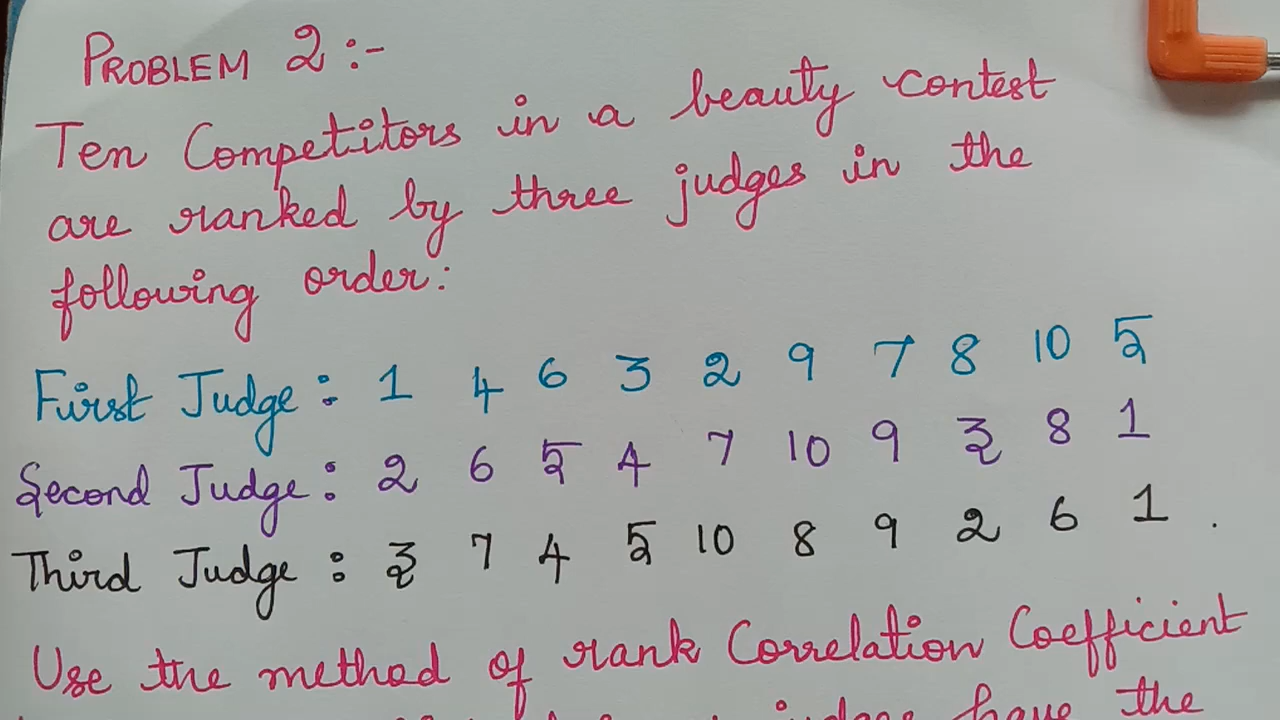 PROBLEM 2 :-
Ten Competitors in a beauty contest
are ranked by three judges in the
following order:
First Judge : 1 4 6 3 2 9 7 8 10 5
Second Judge : 2 6 5 4 7 10 9 3 8 1
Third Judge : 3 7 4 5 10 8 9 2 6 1 .
Use the method of rank Correlation Coefficient
judges have the